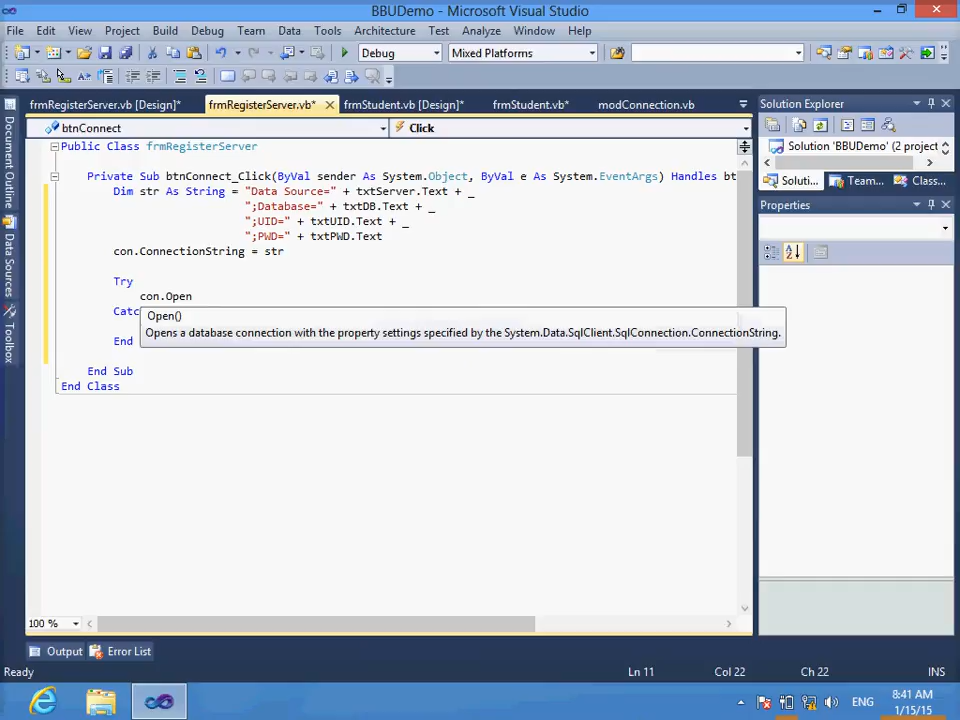 BBUDemo - Microsoft Visual Studio
File Edit View Project Build Debug Team Data Tools Architecture Test Analyze Window Help
Debug Mixed Platforms
frmRegisterServer.vb [Design]* frmRegisterServer.vb* frmStudent.vb [Design]* frmStudent.vb* modConnection.vb
btnConnect Click
Public Class frmRegisterServer
Private Sub btnConnect_Click(ByVal sender As System.Object, ByVal e As System.EventArgs) Handles bt
Dim str As String = "Data Source=" + txtServer.Text + _
";Database=" + txtDB.Text + _
";UID=" + txtUID.Text + _
";PWD=" + txtPWD.Text
con.ConnectionString = str
Try
con.Open
Catc
Open()
Opens a database connection with the property settings specified by the System.Data.SqlClient.SqlConnection.ConnectionString.
End
End Sub
End Class
100 %
Document Outline
Data Sources
Toolbox
Solution Explorer
Solution 'BBUDemo' (2 project
Soluti... Team... Class...
Properties
Output Error List
Ready Ln 11 Col 22 Ch 22 INS
ENG
8:41 AM
1/15/15